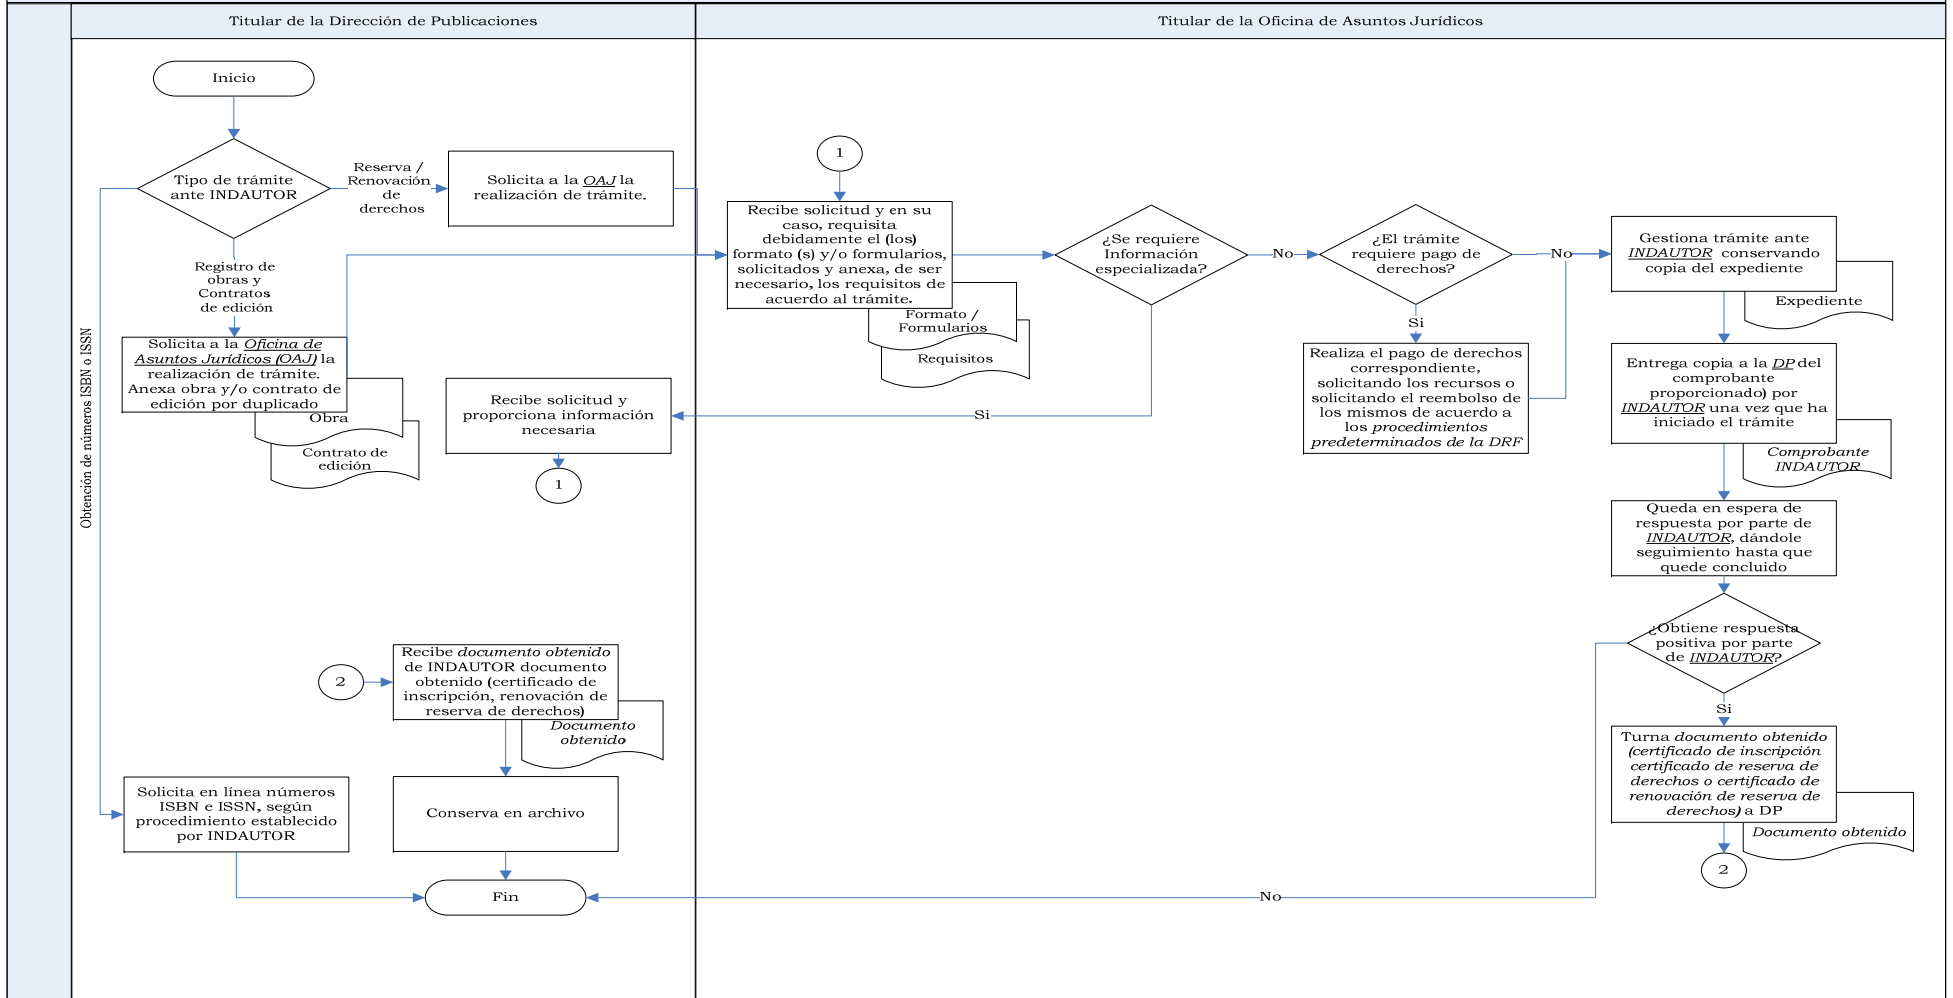 Titular de la Dirección de Publicaciones
Titular de la Oficina de Asuntos Jurídicos
Inicio
Tipo de trámite
ante INDAUTOR
Reserva /
Renovación
de
derechos
Solicita a la OAJ la
realización de trámite.
Registro de
obras y
Contratos
de edición
Obtención de números ISBN o ISSN
Solicita a la Oficina de
Asuntos Jurídicos (OAJ) la
realización de trámite.
Anexa obra y/o contrato de
edición por duplicado
Obra
Contrato de
edición
Recibe solicitud y
proporciona información
necesaria
1
2
Recibe documento obtenido
de INDAUTOR documento
obtenido (certificado de
inscripción, renovación de
reserva de derechos)
Documento
obtenido
Solicita en línea números
ISBN e ISSN, según
procedimiento establecido
por INDAUTOR
Conserva en archivo
Fin
1
Recibe solicitud y en su
caso, requisita
debidamente el (los)
formato (s) y/o formularios,
solicitados y anexa, de ser
necesario, los requisitos de
acuerdo al trámite.
Formato /
Formularios
Requisitos
¿Se requiere
Información
especializada?
No
Si
¿El trámite
requiere pago de
derechos?
No
Si
Realiza el pago de derechos
correspondiente,
solicitando los recursos o
solicitando el reembolso de
los mismos de acuerdo a
los procedimientos
predeterminados de la DRF
Gestiona trámite ante
INDAUTOR conservando
copia del expediente
Expediente
Entrega copia a la DP del
comprobante
proporcionado) por
INDAUTOR una vez que ha
iniciado el trámite
Comprobante
INDAUTOR
Queda en espera de
respuesta por parte de
INDAUTOR, dándole
seguimiento hasta que
quede concluido
¿Obtiene respuesta
positiva por parte
de INDAUTOR?
Si
Turna documento obtenido
(certificado de inscripción
certificado de reserva de
derechos o certificado de
renovación de reserva de
derechos) a DP
Documento obtenido
2
No